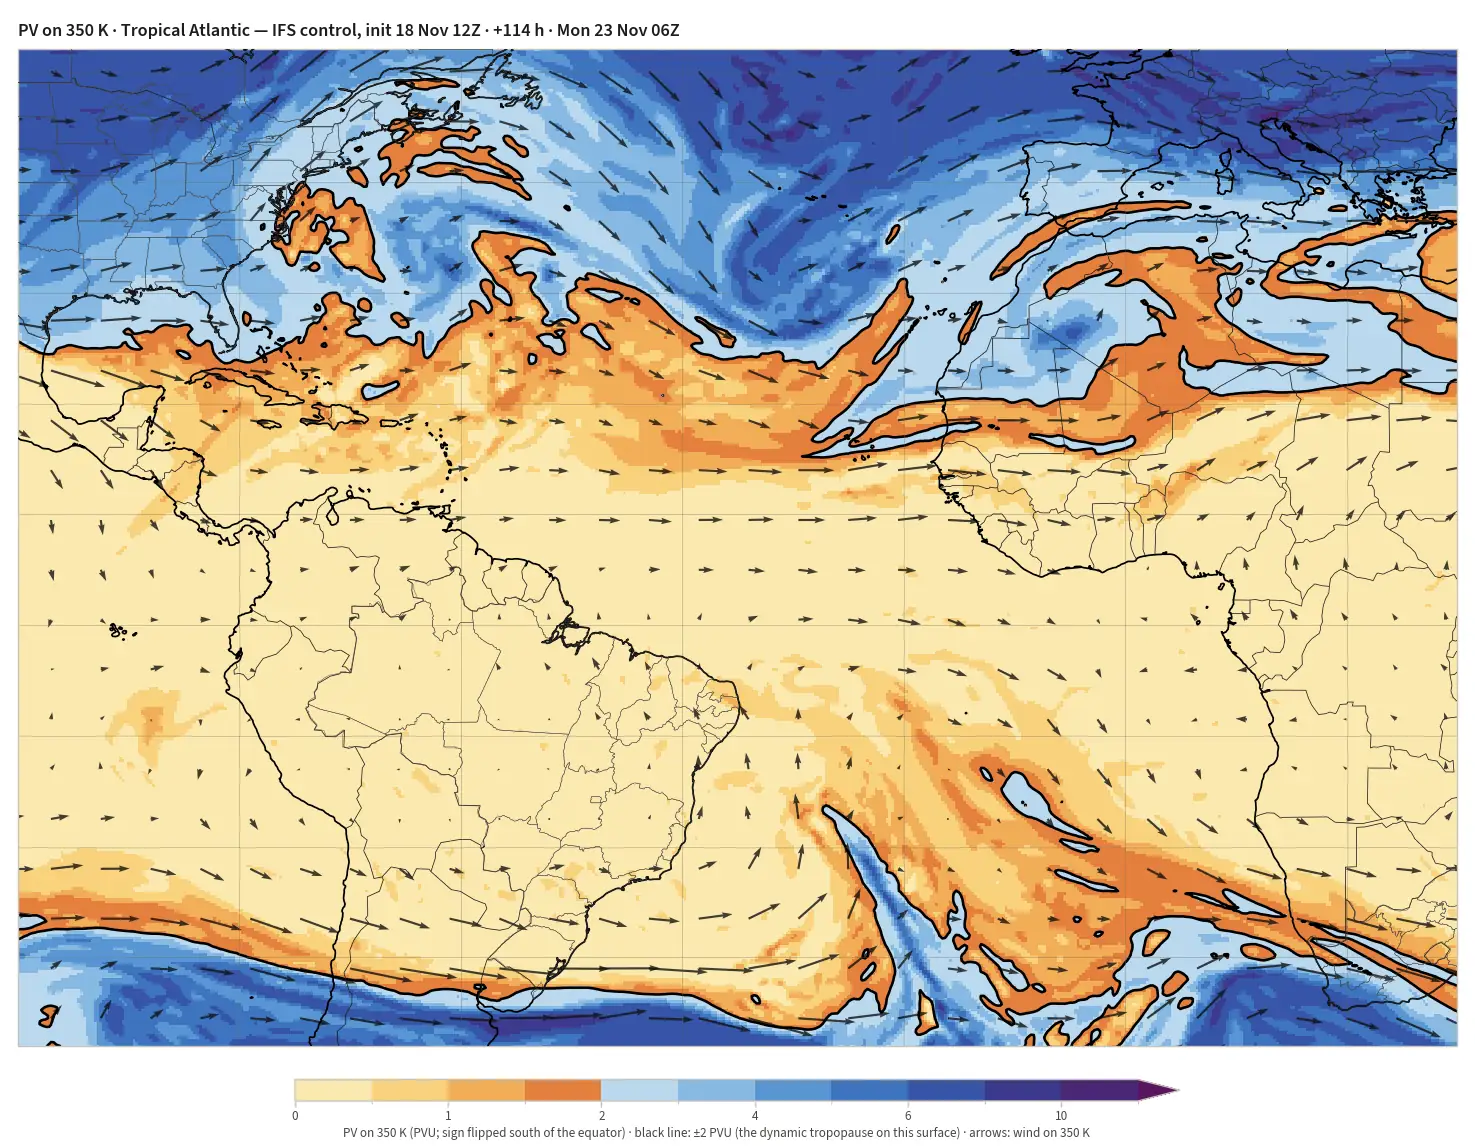 PV on 350 K · Tropical Atlantic — IFS control, init 18 Nov 12Z · +114 h · Mon 23 Nov 06Z
0 1 2 4 6 10
PV on 350 K (PVU; sign flipped south of the equator) · black line: ±2 PVU (the dynamic tropopause on this surface) · arrows: wind on 350 K